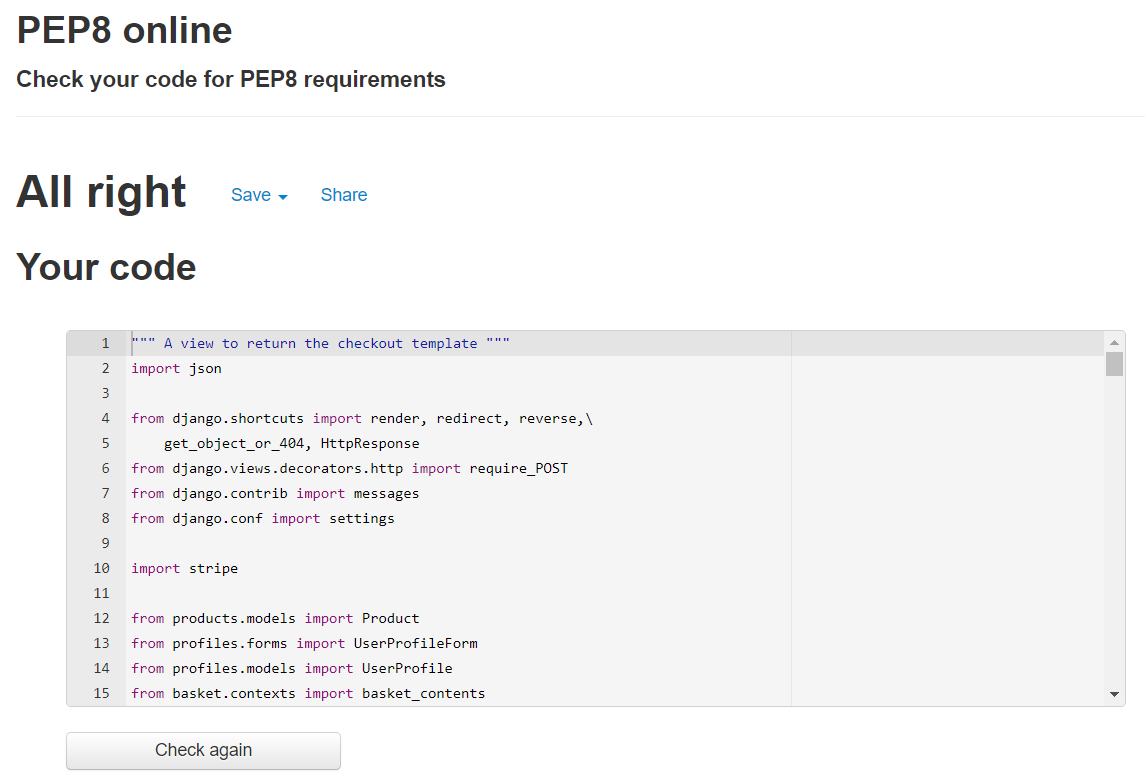 PEP8 online
Check your code for PEP8 requirements
All right Save Share
Your code
1 """ A view to return the checkout template """
2 import json
3
4 from django.shortcuts import render, redirect, reverse,\
5     get_object_or_404, HttpResponse
6 from django.views.decorators.http import require_POST
7 from django.contrib import messages
8 from django.conf import settings
9
10 import stripe
11
12 from products.models import Product
13 from profiles.forms import UserProfileForm
14 from profiles.models import UserProfile
15 from basket.contexts import basket_contents
Check again